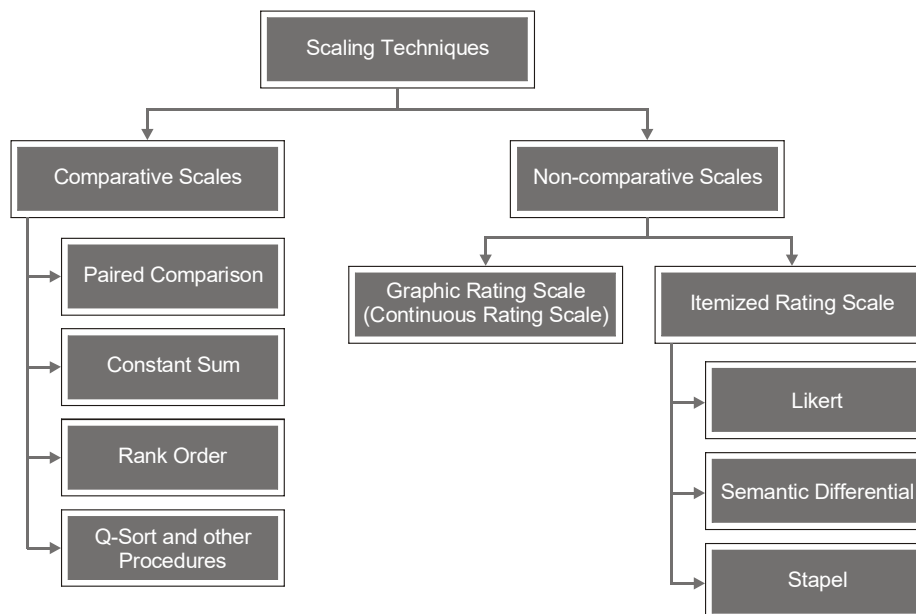 Scaling Techniques
Comparative Scales
Non-comparative Scales
Paired Comparison
Constant Sum
Rank Order
Q-Sort and other
Procedures
Graphic Rating Scale
(Continuous Rating Scale)
Itemized Rating Scale
Likert
Semantic Differential
Stapel